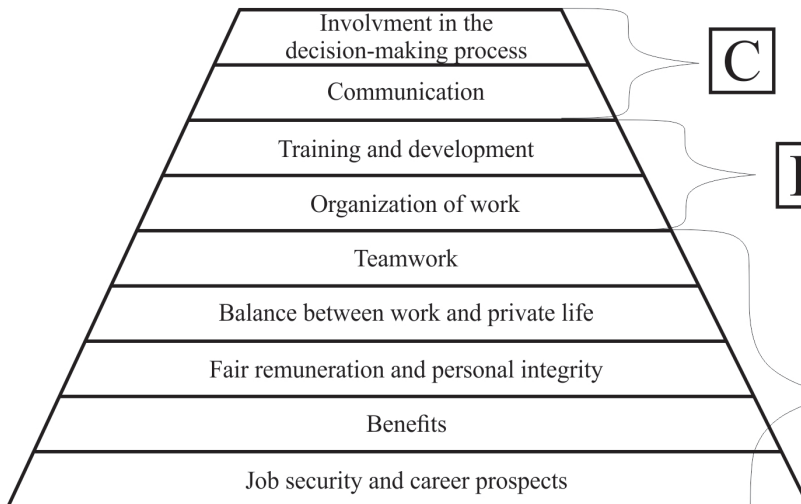 Involvment in the
decision-making process
C
Communication
Training and development
Organization of work
Teamwork
Balance between work and private life
Fair remuneration and personal integrity
Benefits
Job security and career prospects